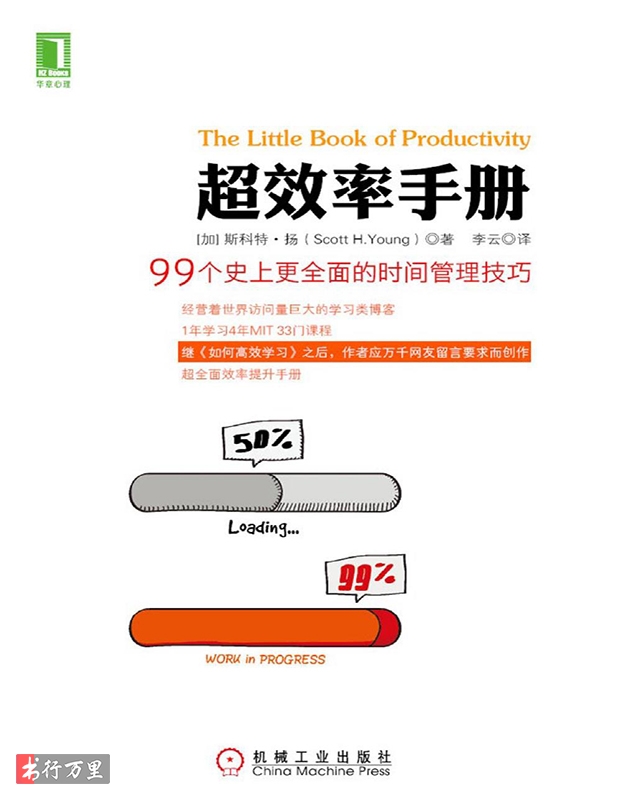 HZ Books
华章心理
The Little Book of Productivity
超效率手册
[加] 斯科特·扬（Scott H.Young）◎著 李云◎译
99个史上更全面的时间管理技巧
经营着世界访问量巨大的学习类博客
1年学习4年MIT 33门课程
继《如何高效学习》之后，作者应万千网友留言要求而创作
超全面效率提升手册
50%
Loading...
99%
WORK in PROGRESS
机械工业出版社
China Machine Press
书行万里